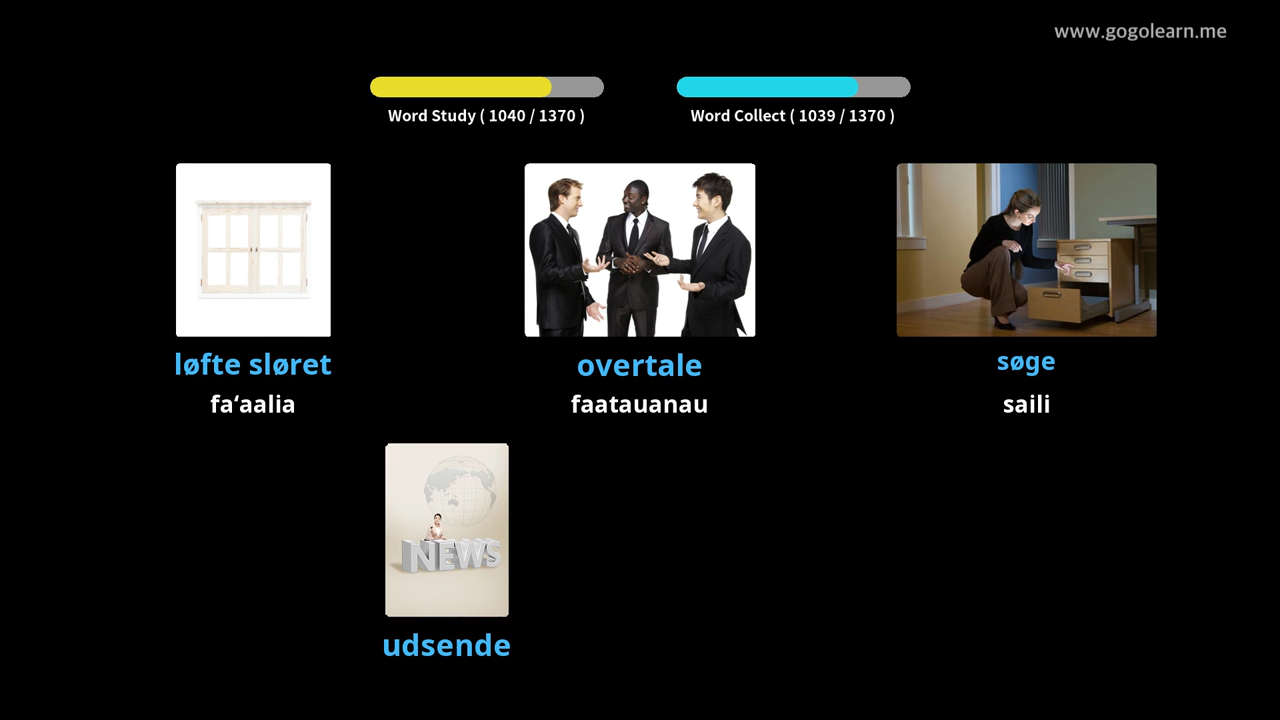 www.gogolearn.me
Word Study ( 1040 / 1370 )
Word Collect ( 1039 / 1370 )
løfte sløret
fa‘aalia
overtale
faatauanau
søge
saili
NEWS
udsende